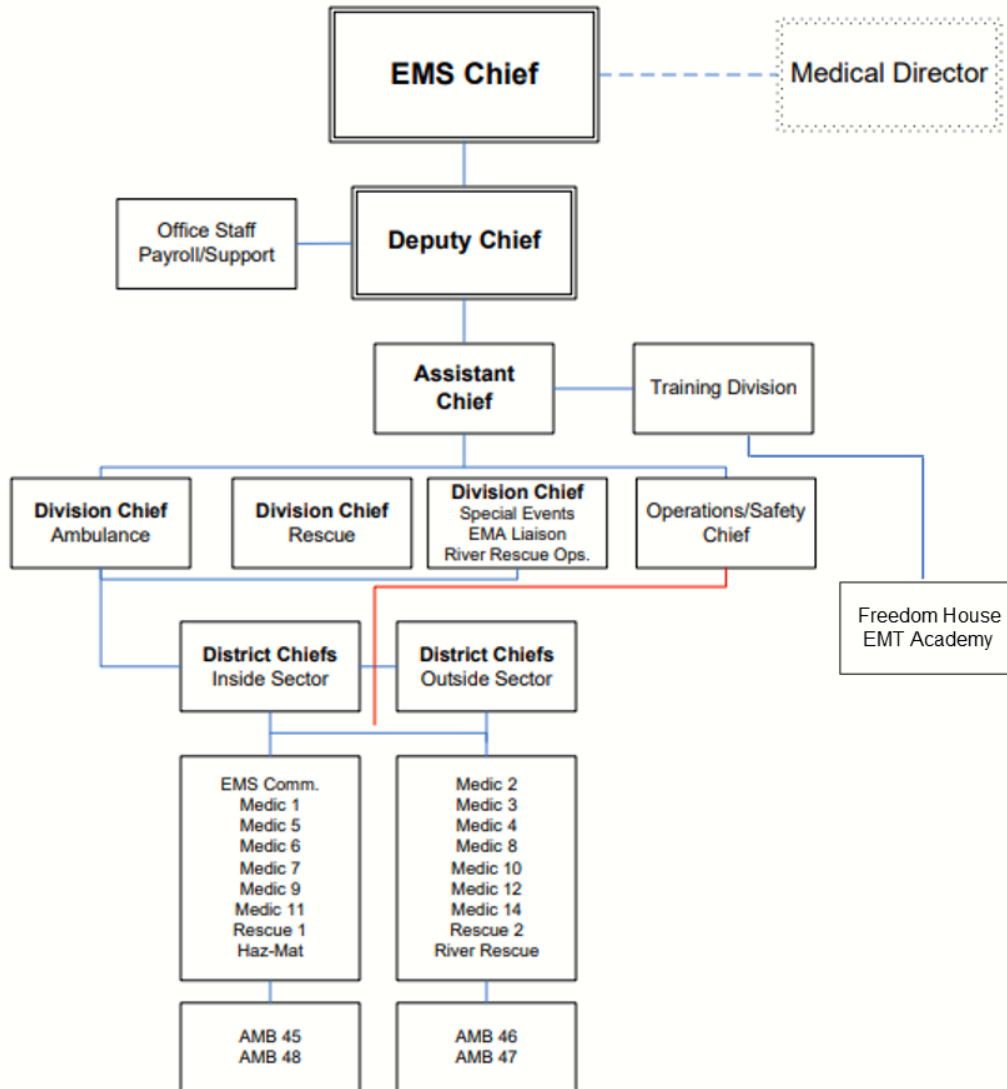 EMS Chief
Medical Director
Office Staff
Payroll/Support
Deputy Chief
Assistant
Chief
Training Division
Division Chief
Ambulance
Division Chief
Rescue
Division Chief
Special Events
EMA Liaison
River Rescue Ops.
Operations/Safety
Chief
Freedom House
EMT Academy
District Chiefs
Inside Sector
District Chiefs
Outside Sector
EMS Comm.
Medic 1
Medic 5
Medic 6
Medic 7
Medic 9
Medic 11
Rescue 1
Haz-Mat
Medic 2
Medic 3
Medic 4
Medic 8
Medic 10
Medic 12
Medic 14
Rescue 2
River Rescue
AMB 45
AMB 48
AMB 46
AMB 47